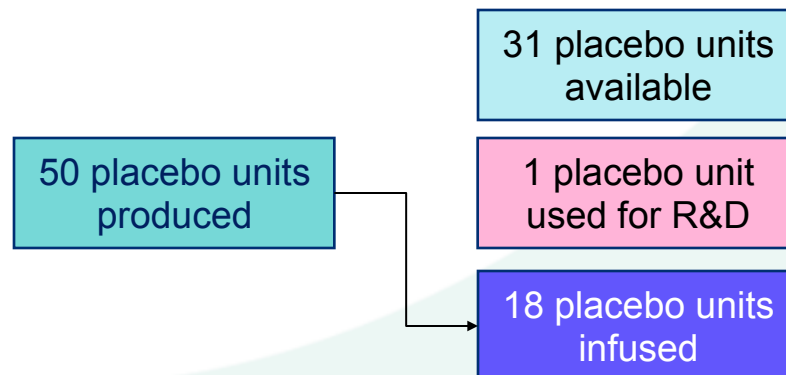 31 placebo units
available
50 placebo units
produced
1 placebo unit
used for R&D
18 placebo units
infused